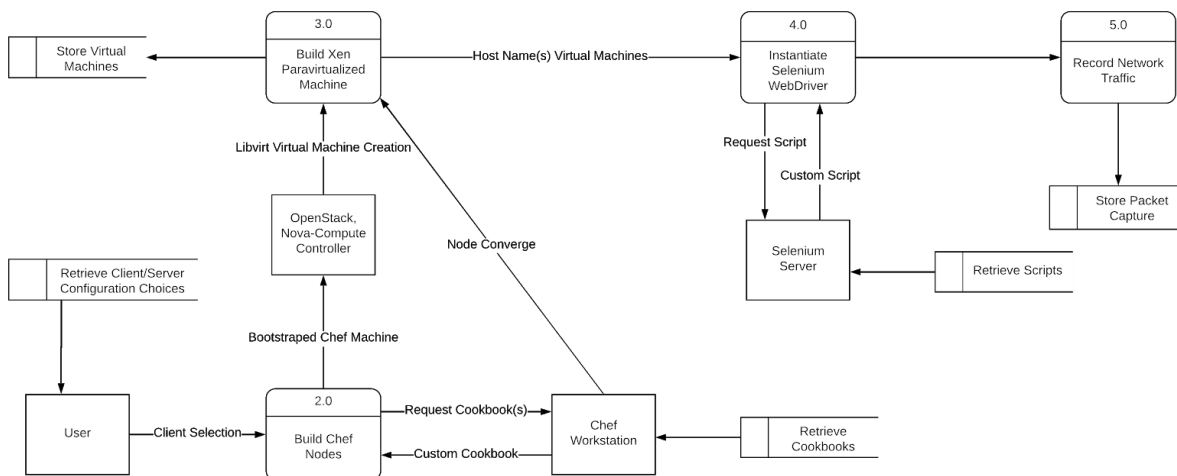 3.0
4.0
5.0
Store Virtual
Machines
Build Xen
Paravirtualized
Machine
Host Name(s) Virtual Machines
Instantiate
Selenium
WebDriver
Record Network
Traffic
Request Script
Libvirt Virtual Machine Creation
Custom Script
Store Packet
Capture
OpenStack,
Nova-Compute
Controller
Node Converge
Selenium
Server
Retrieve Scripts
Retrieve Client/Server
Configuration Choices
Bootstraped Chef Machine
2.0
Request Cookbook(s)
User
Client Selection
Build Chef
Nodes
Chef
Workstation
Retrieve
Cookbooks
Custom Cookbook